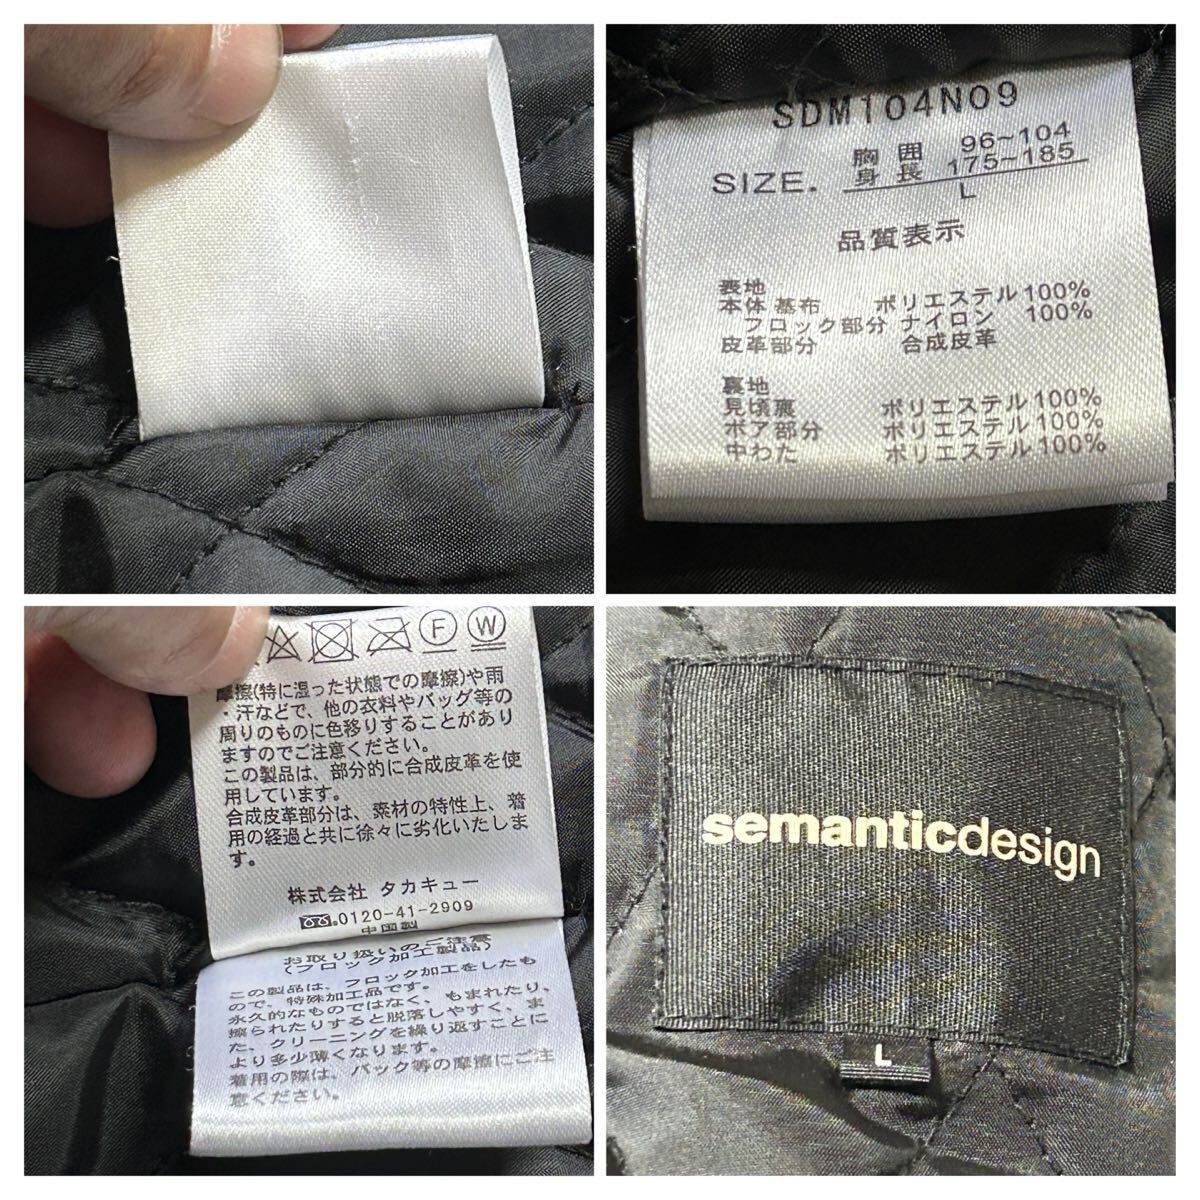 SDM104N09
SIZE. 胸囲 96~104
身長 175~185
L
品質表示
表地
本体 基布 ポリエステル 100%
フロック部分 ナイロン 100%
皮革部分 合成皮革
裏地
見頃裏 ポリエステル 100%
ボア部分 ポリエステル 100%
中わた ポリエステル 100%
F W
摩擦(特に湿った状態での摩擦)や雨
・汗などで、他の衣料やバッグ等の
周りのものに色移りすることがあり
ますのでご注意ください。
この製品は、部分的に合成皮革を使
用しています。
合成皮革部分は、素材の特性上、着
用の経過と共に徐々に劣化いたしま
す。
株式会社 タカキュー
.0120-41-2909
中国製
お取り扱いのご注意
(フロック加工製品)
この製品は、フロック加工をしたも
ので、特殊加工品です。
永久的なものではなく、もまれたり、
擦られたりすると脱落しやすく、ま
た、クリーニングを繰り返すことに
より多少薄くなります。
着用の際は、バック等の摩擦にご注
意ください。
semanticdesign
L